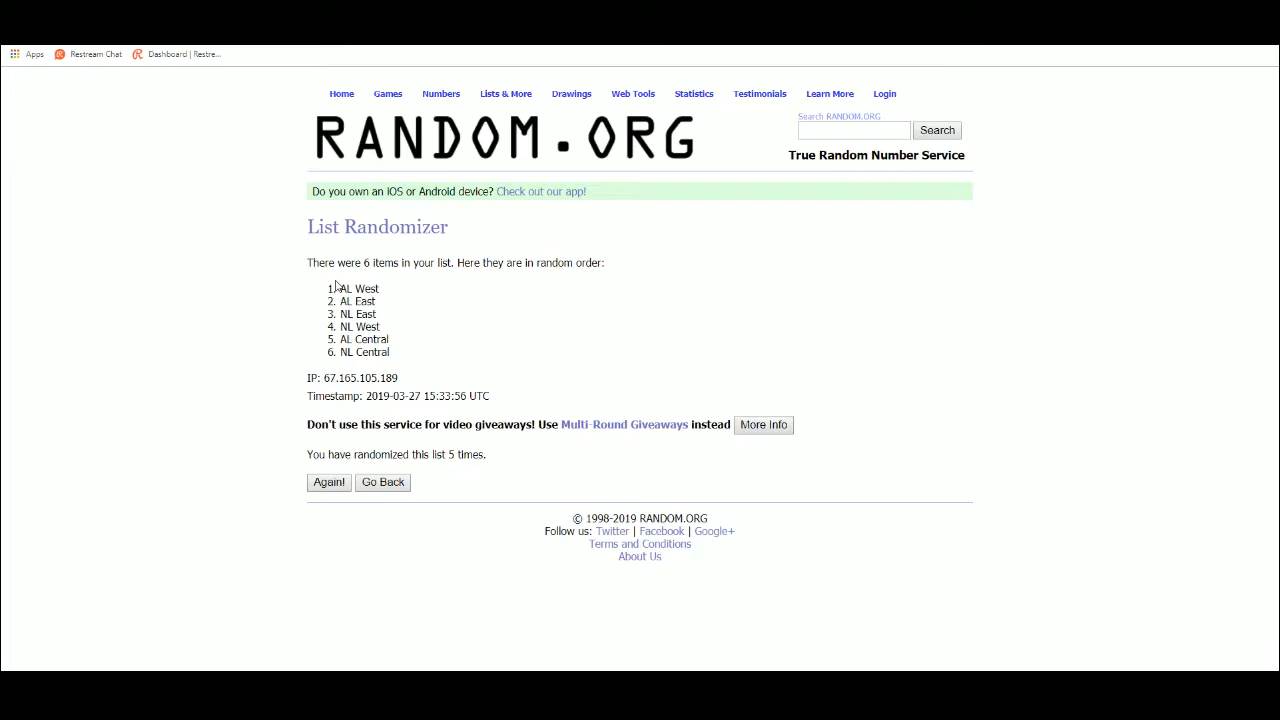 Apps Restream Chat Dashboard | Restre...
Home Games Numbers Lists & More Drawings Web Tools Statistics Testimonials Learn More Login
RANDOM.ORG
Search RANDOM.ORG
Search
True Random Number Service
Do you own an iOS or Android device? Check out our app!
List Randomizer
There were 6 items in your list. Here they are in random order:
1. AL West
2. AL East
3. NL East
4. NL West
5. AL Central
6. NL Central
IP: 67.165.105.189
Timestamp: 2019-03-27 15:33:56 UTC
Don't use this service for video giveaways! Use Multi-Round Giveaways instead More Info
You have randomized this list 5 times.
Again! Go Back
© 1998-2019 RANDOM.ORG
Follow us: Twitter | Facebook | Google+
Terms and Conditions
About Us